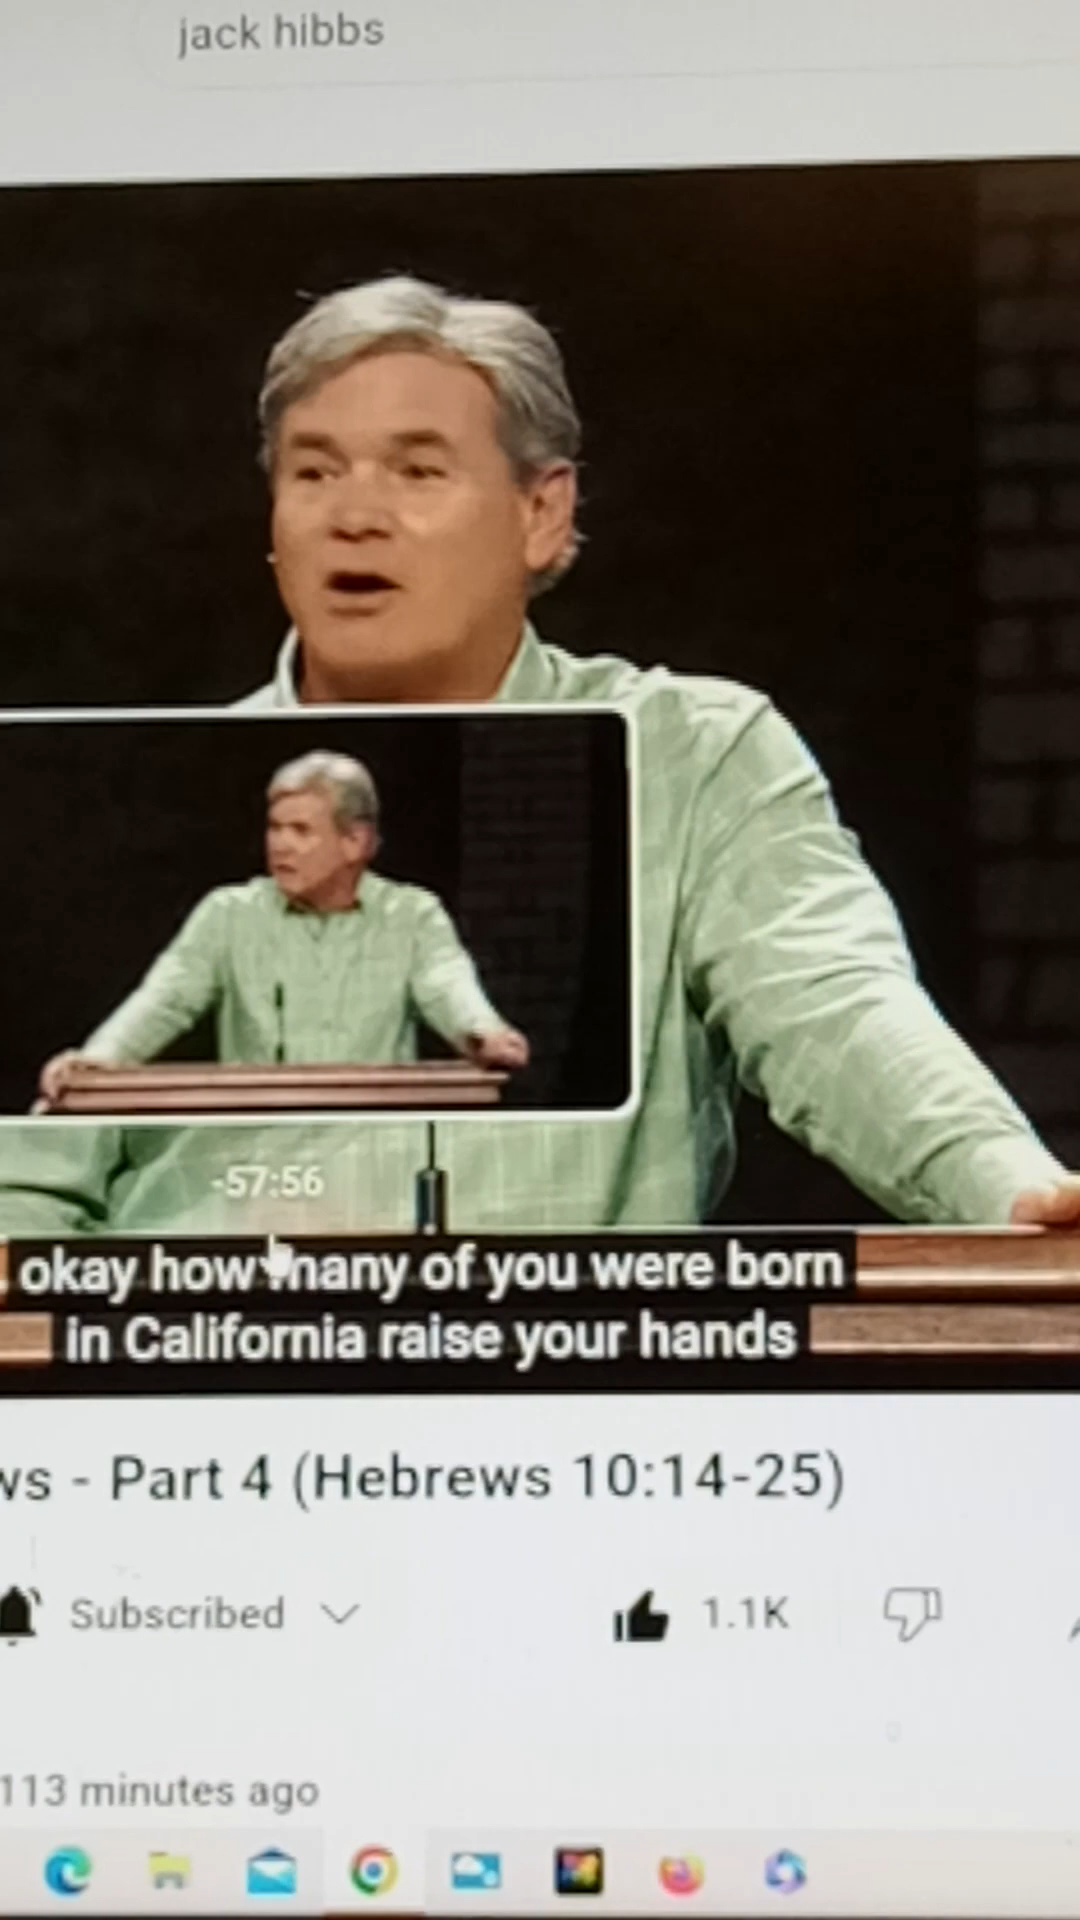 jack hibbs
-57:56
okay how many of you were born
in California raise your hands
ws - Part 4 (Hebrews 10:14-25)
Subscribed
1.1K
113 minutes ago